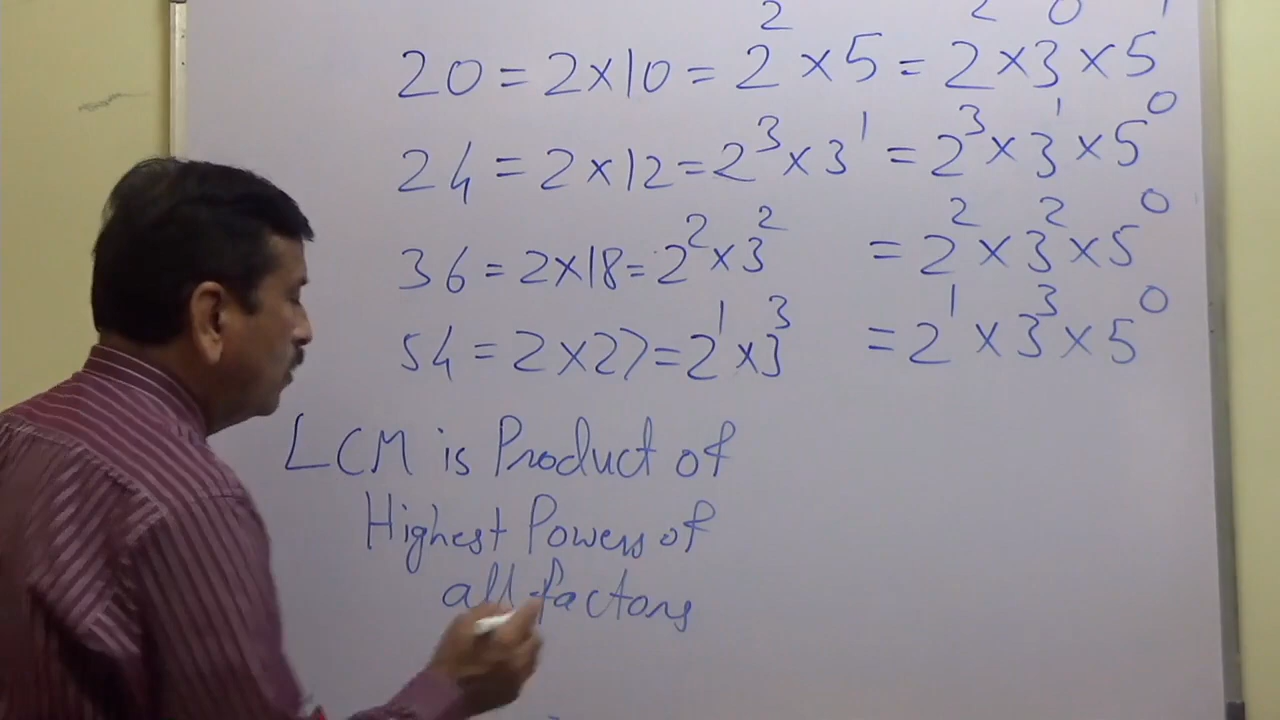 20 = 2×10 = 2² × 5 = 2² × 3⁰ × 5¹
24 = 2×12 = 2³ × 3¹ = 2³ × 3¹ × 5⁰
36 = 2×18 = 2² × 3² = 2² × 3² × 5⁰
54 = 2×27 = 2¹ × 3³ = 2¹ × 3³ × 5⁰
LCM is Product of
Highest Powers of
all factors